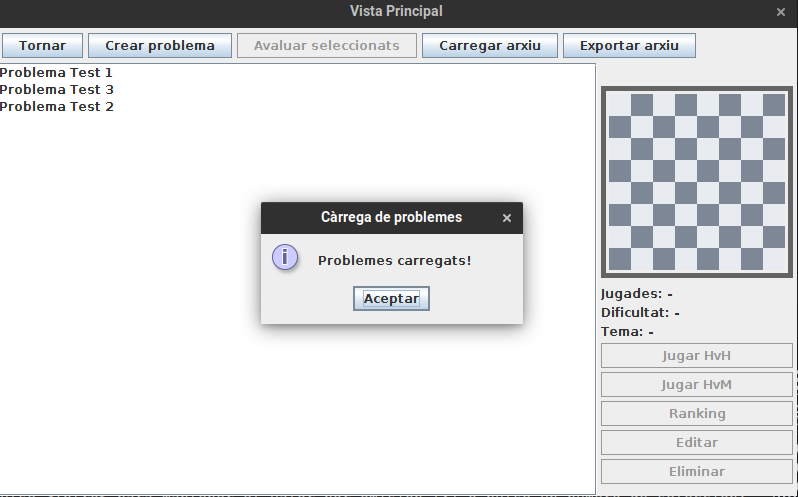 Vista Principal
Tornar
Crear problema
Avaluar seleccionats
Carregar arxiu
Exportar arxiu
Problema Test 1
Problema Test 3
Problema Test 2
Càrrega de problemes
Problemes carregats!
Aceptar
Jugades: -
Dificultat: -
Tema: -
Jugar HvH
Jugar HvM
Ranking
Editar
Eliminar